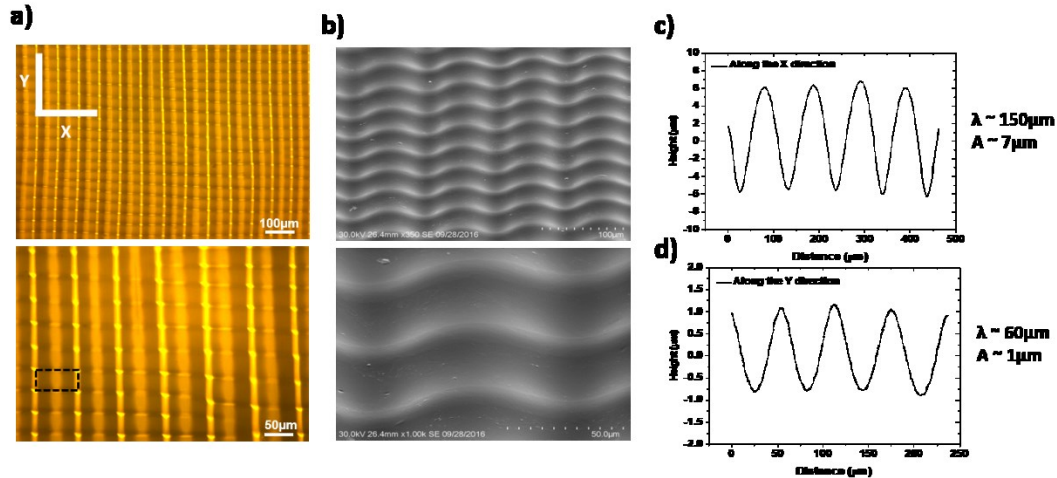 a)
Y
X
100µm
50µm
b)
30.0kV 26.4mm x350 SE 09/28/2016
100µm
30.0kV 26.4mm x1.00k SE 09/28/2016
50.0µm
c)
Along the X direction
Height (µm)
10
8
6
4
2
0
-2
-4
-6
-8
-10
0 100 200 300 400 500
Distance (µm)
λ ~ 150µm
A ~ 7µm
d)
Along the Y direction
Height (µm)
2.0
1.5
1.0
0.5
0.0
-0.5
-1.0
-1.5
-2.0
0 50 100 150 200 250
Distance (µm)
λ ~ 60µm
A ~ 1µm